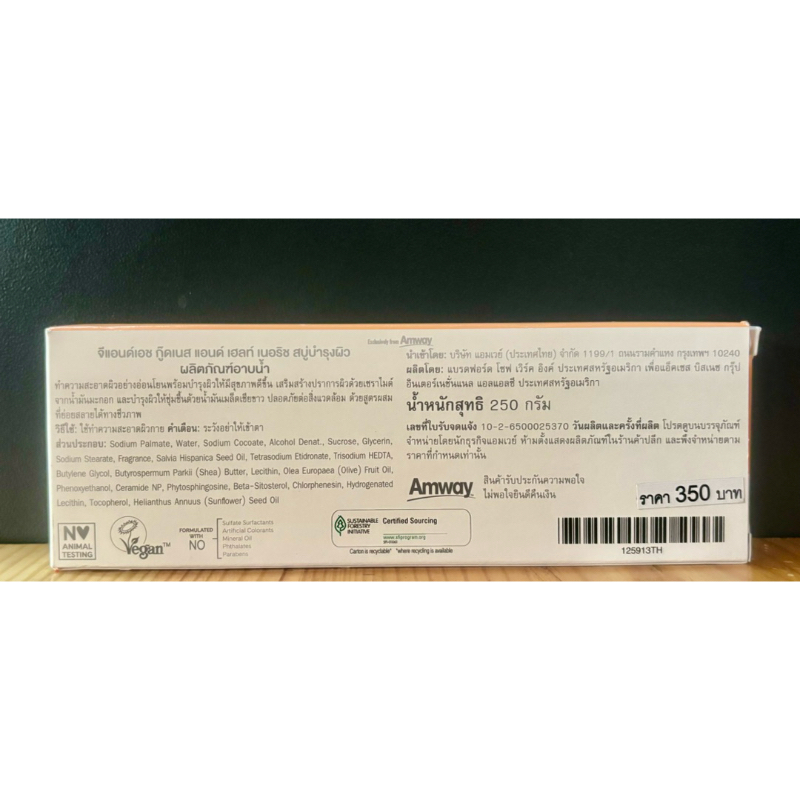 Exclusively from Amway
จีแอนด์เอช กู๊ดเนส แอนด์ เฮลท์ เนอริช สบู่บำรุงผิว
ผลิตภัณฑ์อาบน้ำ
ทำความสะอาดผิวอย่างอ่อนโยนพร้อมบำรุงผิวให้มีสุขภาพดีขึ้น เสริมสร้างปราการผิวด้วยเซราไมด์
จากน้ำมันมะกอก และบำรุงผิวให้ชุ่มชื้นด้วยน้ำมันเมล็ดเชียขาว ปลอดภัยต่อสิ่งแวดล้อม ด้วยสูตรผสม
ที่ย่อยสลายได้ทางชีวภาพ
วิธีใช้: ใช้ทำความสะอาดผิวกาย คำเตือน: ระวังอย่าให้เข้าตา
ส่วนประกอบ: Sodium Palmate, Water, Sodium Cocoate, Alcohol Denat., Sucrose, Glycerin,
Sodium Stearate, Fragrance, Salvia Hispanica Seed Oil, Tetrasodium Etidronate, Trisodium HEDTA,
Butylene Glycol, Butyrospermum Parkii (Shea) Butter, Lecithin, Olea Europaea (Olive) Fruit Oil,
Phenoxyethanol, Ceramide NP, Phytosphingosine, Beta-Sitosterol, Chlorphenesin, Hydrogenated
Lecithin, Tocopherol, Helianthus Annuus (Sunflower) Seed Oil
NO
ANIMAL
TESTING
Vegan™
FORMULATED
WITH
NO
Sulfate Surfactants
Artificial Colorants
Mineral Oil
Phthalates
Parabens
SUSTAINABLE
FORESTRY
INITIATIVE
Certified Sourcing
www.sfiprogram.org
Carton is recyclable* *where recycling is available
นำเข้าโดย: บริษัท แอมเวย์ (ประเทศไทย) จำกัด 1199/1 ถนนรามคำแหง กรุงเทพฯ 10240
ผลิตโดย: แบรดฟอร์ด โซฟ เวิร์ค อิงค์ ประเทศสหรัฐอเมริกา เพื่อแอ็คเซส บิสเนซ กรุ๊ป
อินเตอร์เนชั่นแนล แอลแอลซี ประเทศสหรัฐอเมริกา
น้ำหนักสุทธิ 250 กรัม
เลขที่ใบรับจดแจ้ง 10-2-6500025370 วันผลิตและครั้งที่ผลิต โปรดดูบนบรรจุภัณฑ์
จำหน่ายโดยนักธุรกิจแอมเวย์ ห้ามตั้งแสดงผลิตภัณฑ์ในร้านค้าปลีก และพึงจำหน่ายตาม
ราคาที่กำหนดเท่านั้น
Amway™
สินค้ารับประกันความพอใจ
ไม่พอใจยินดีคืนเงิน
ราคา 350 บาท
125913TH